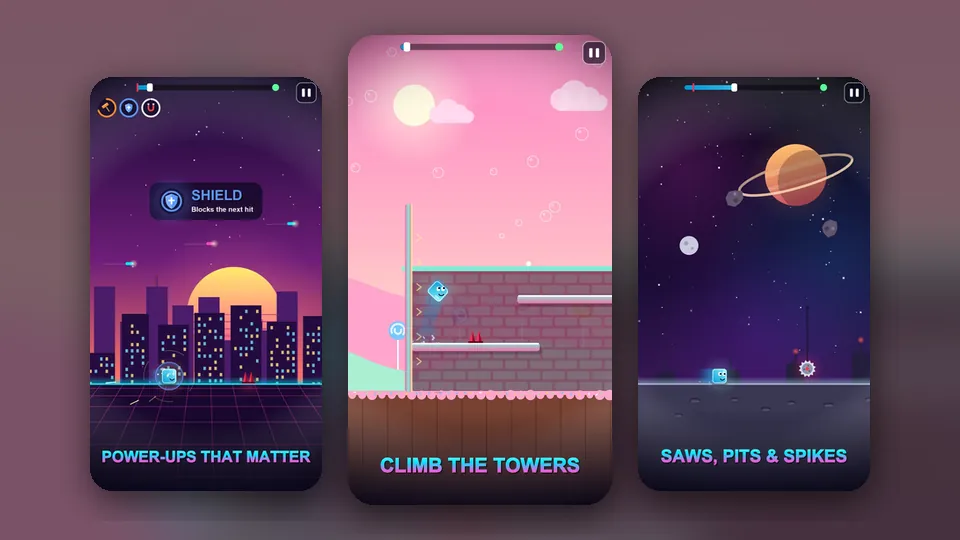 SHIELD
Blocks the next hit
POWER-UPS THAT MATTER
CLIMB THE TOWERS
SAWS, PITS & SPIKES